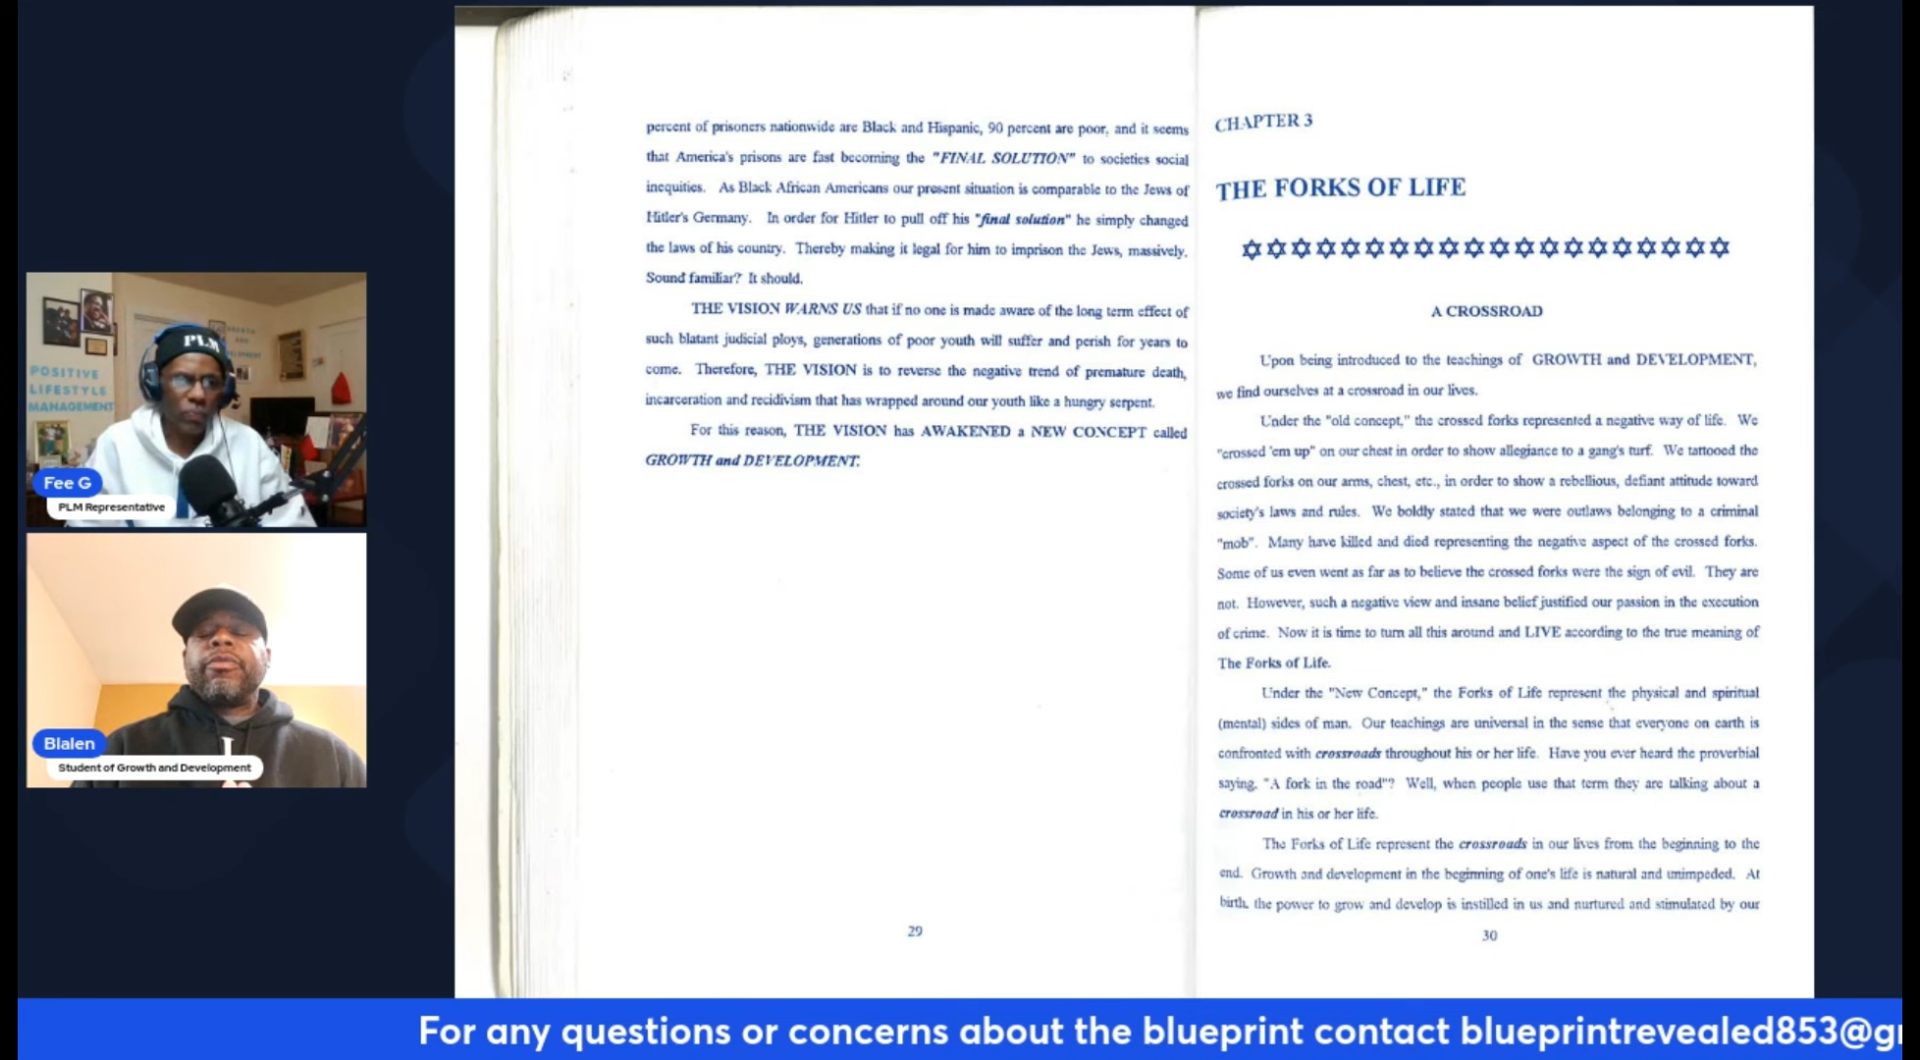 percent of prisoners nationwide are Black and Hispanic, 90 percent are poor, and it seems
that America's prisons are fast becoming the "FINAL SOLUTION" to societies social
inequities. As Black African Americans our present situation is comparable to the Jews of
Hitler's Germany. In order for Hitler to pull off his "final solution" he simply changed
the laws of his country. Thereby making it legal for him to imprison the Jews, massively.
Sound familiar? It should.
THE VISION WARNS US that if no one is made aware of the long term effect of
such blatant judicial ploys, generations of poor youth will suffer and perish for years to
come. Therefore, THE VISION is to reverse the negative trend of premature death,
incarceration and recidivism that has wrapped around our youth like a hungry serpent.
For this reason, THE VISION has AWAKENED a NEW CONCEPT called
GROWTH and DEVELOPMENT.
29
CHAPTER 3
THE FORKS OF LIFE
A CROSSROAD
Upon being introduced to the teachings of GROWTH and DEVELOPMENT,
we find ourselves at a crossroad in our lives.
Under the "old concept," the crossed forks represented a negative way of life. We
"crossed 'em up" on our chest in order to show allegiance to a gang's turf. We tattooed the
crossed forks on our arms, chest, etc., in order to show a rebellious, defiant attitude toward
society's laws and rules. We boldly stated that we were outlaws belonging to a criminal
"mob". Many have killed and died representing the negative aspect of the crossed forks.
Some of us even went as far as to believe the crossed forks were the sign of evil. They are
not. However, such a negative view and insane belief justified our passion in the execution
of crime. Now it is time to turn all this around and LIVE according to the true meaning of
The Forks of Life.
Under the "New Concept," the Forks of Life represent the physical and spiritual
(mental) sides of man. Our teachings are universal in the sense that everyone on earth is
confronted with crossroads throughout his or her life. Have you ever heard the proverbial
saying, "A fork in the road"? Well, when people use that term they are talking about a
crossroad in his or her life.
The Forks of Life represent the crossroads in our lives from the beginning to the
end. Growth and development in the beginning of one's life is natural and unimpeded. At
birth, the power to grow and develop is instilled in us and nurtured and stimulated by our
30
POSITIVE
LIFESTYLE
MANAGEMENT
PLM
Fee G
PLM Representative
Blalen
Student of Growth and Development
For any questions or concerns about the blueprint contact blueprintrevealed853@g